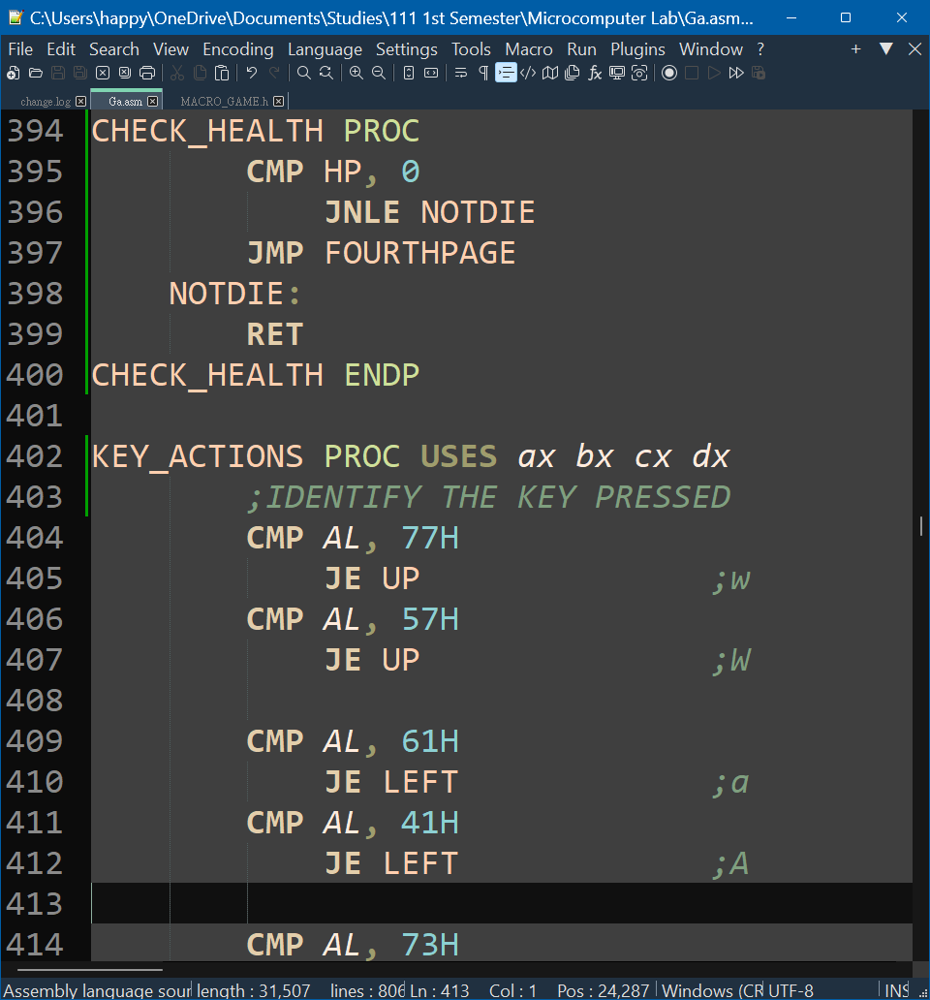 C:\Users\happy\OneDrive\Documents\Studies\111 1st Semester\Microcomputer Lab\Ga.asm...
File Edit Search View Encoding Language Settings Tools Macro Run Plugins Window ? + ▼ X
change.log Ga.asm MACRO_GAME.h
394 CHECK_HEALTH PROC
395 CMP HP, 0
396 JNLE NOTDIE
397 JMP FOURTHPAGE
398 NOTDIE:
399 RET
400 CHECK_HEALTH ENDP
401
402 KEY_ACTIONS PROC USES ax bx cx dx
403 ;IDENTIFY THE KEY PRESSED
404 CMP AL, 77H
405 JE UP ;w
406 CMP AL, 57H
407 JE UP ;W
408
409 CMP AL, 61H
410 JE LEFT ;a
411 CMP AL, 41H
412 JE LEFT ;A
413
414 CMP AL, 73H
Assembly language sour length : 31,507 lines : 806 Ln : 413 Col : 1 Pos : 24,287 Windows (CR UTF-8 INS